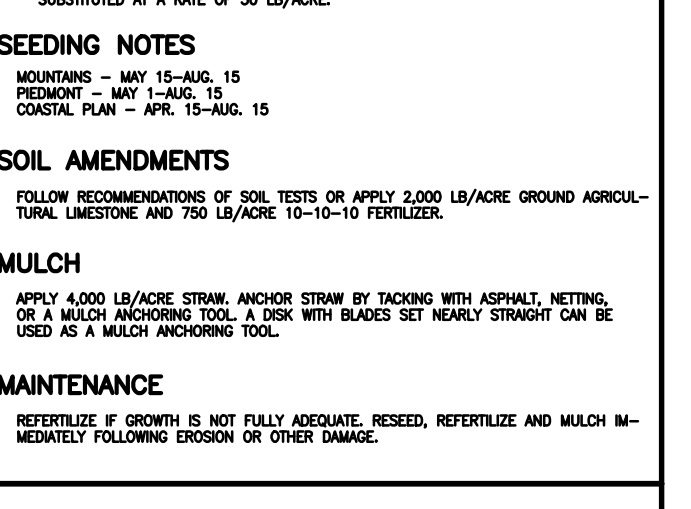 SUBSTITUTED AT A RATE OF 50 LB/ACRE.
SEEDING NOTES
MOUNTAINS – MAY 15–AUG. 15
PIEDMONT – MAY 1–AUG. 15
COASTAL PLAN – APR. 15–AUG. 15
SOIL AMENDMENTS
FOLLOW RECOMMENDATIONS OF SOIL TESTS OR APPLY 2,000 LB/ACRE GROUND AGRICUL–
TURAL LIMESTONE AND 750 LB/ACRE 10–10–10 FERTILIZER.
MULCH
APPLY 4,000 LB/ACRE STRAW. ANCHOR STRAW BY TACKING WITH ASPHALT, NETTING,
OR A MULCH ANCHORING TOOL. A DISK WITH BLADES SET NEARLY STRAIGHT CAN BE
USED AS A MULCH ANCHORING TOOL.
MAINTENANCE
REFERTILIZE IF GROWTH IS NOT FULLY ADEQUATE. RESEED, REFERTILIZE AND MULCH IM–
MEDIATELY FOLLOWING EROSION OR OTHER DAMAGE.